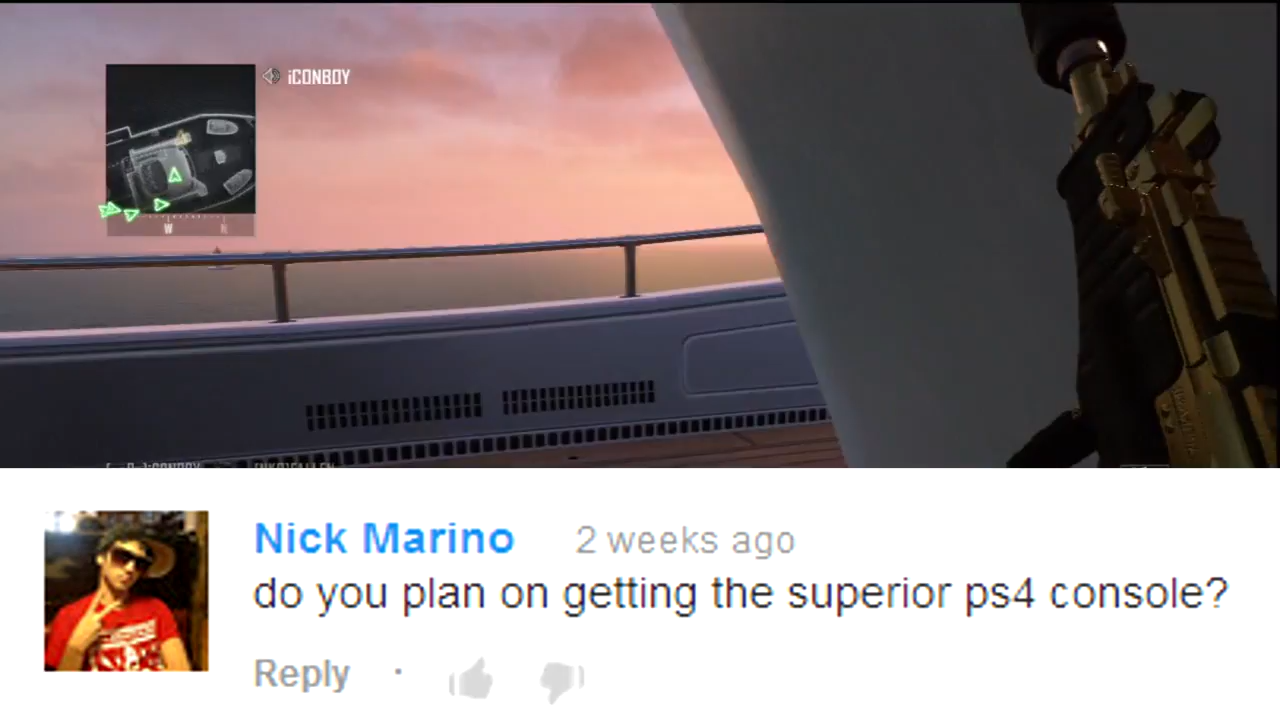 iCONBOY
W N
Nick Marino 2 weeks ago
do you plan on getting the superior ps4 console?
Reply ·